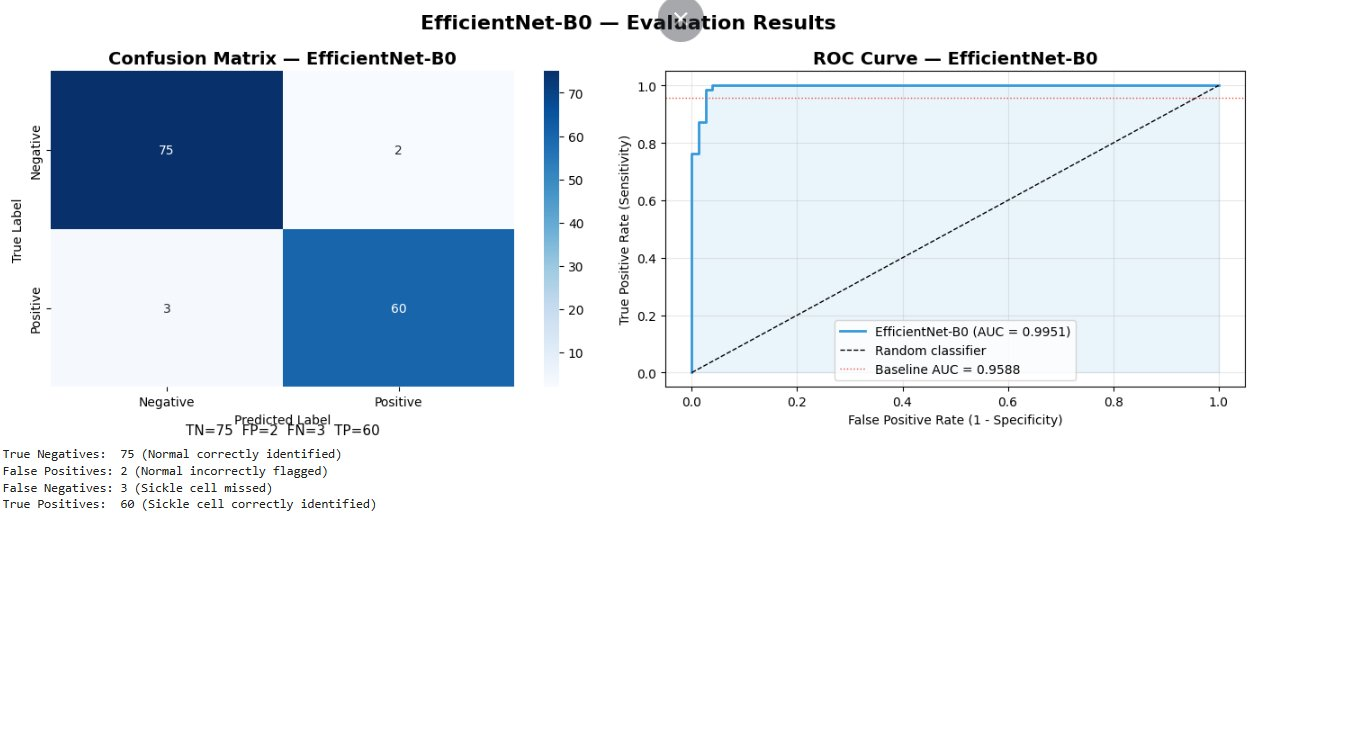 EfficientNet-B0 — Evaluation Results
Confusion Matrix — EfficientNet-B0
True Label
Negative
Positive
75
2
3
60
Negative
Positive
Predicted Label
TN=75 FP=2 FN=3 TP=60
70
60
50
40
30
20
10
ROC Curve — EfficientNet-B0
True Positive Rate (Sensitivity)
1.0
0.8
0.6
0.4
0.2
0.0
EfficientNet-B0 (AUC = 0.9951)
Random classifier
Baseline AUC = 0.9588
0.0
0.2
0.4
0.6
0.8
1.0
False Positive Rate (1 - Specificity)
True Negatives: 75 (Normal correctly identified)
False Positives: 2 (Normal incorrectly flagged)
False Negatives: 3 (Sickle cell missed)
True Positives: 60 (Sickle cell correctly identified)